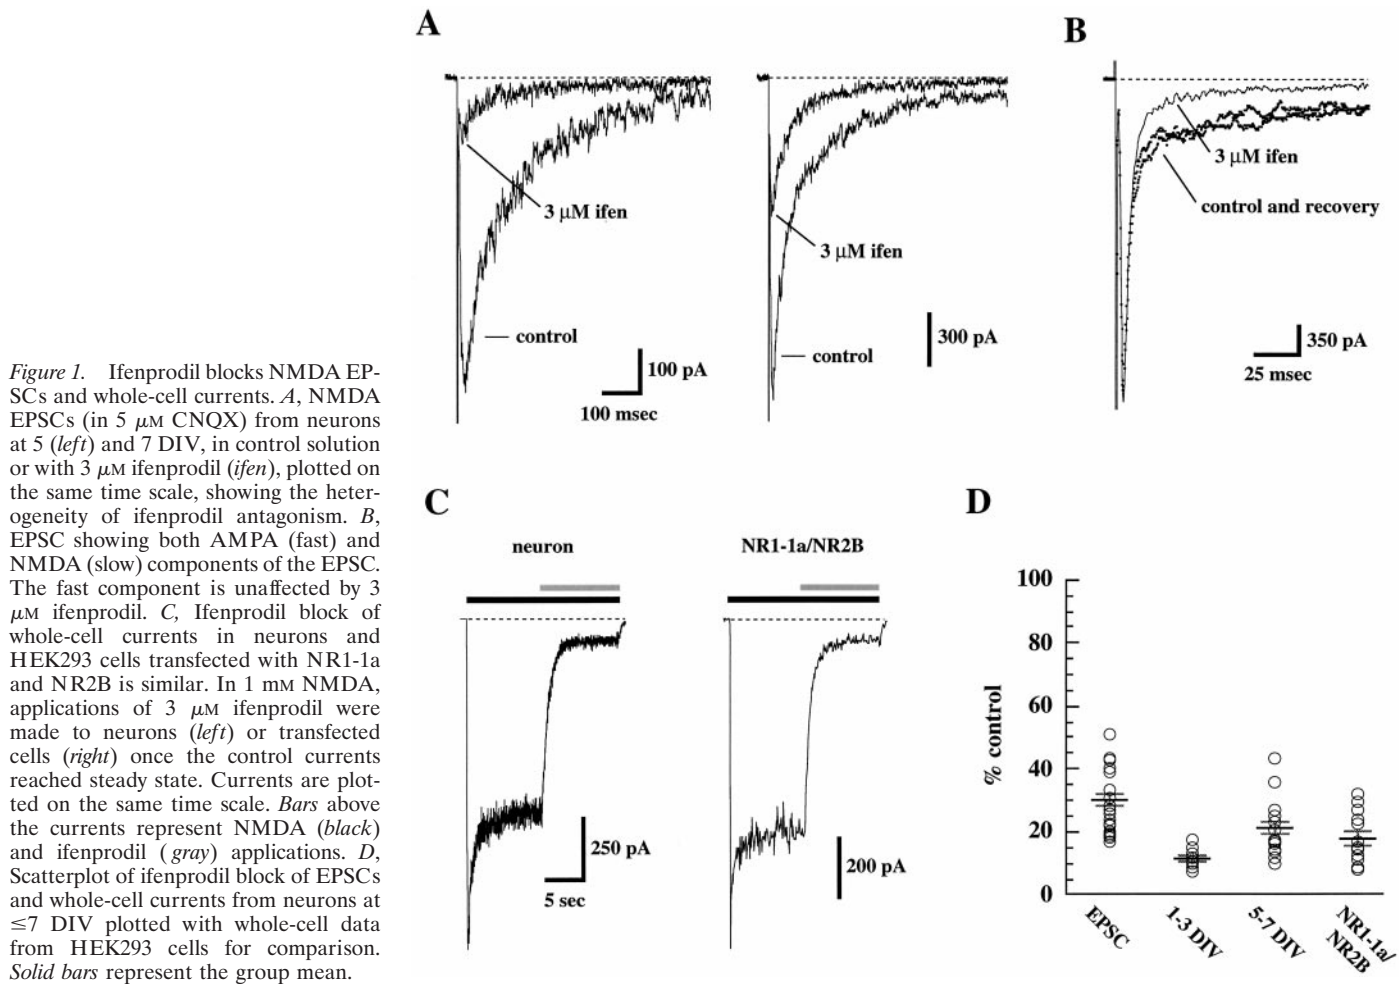 A
B
3 μM ifen
control
100 pA
100 msec
3 μM ifen
control
300 pA
3 μM ifen
control and recovery
350 pA
25 msec
Figure 1. Ifenprodil blocks NMDA EP-
SCs and whole-cell currents. A, NMDA
EPSCs (in 5 μM CNQX) from neurons
at 5 (left) and 7 DIV, in control solution
or with 3 μM ifenprodil (ifen), plotted on
the same time scale, showing the heter-
ogeneity of ifenprodil antagonism. B,
EPSC showing both AMPA (fast) and
NMDA (slow) components of the EPSC.
The fast component is unaffected by 3
μM ifenprodil. C, Ifenprodil block of
whole-cell currents in neurons and
HEK293 cells transfected with NR1-1a
and NR2B is similar. In 1 mM NMDA,
applications of 3 μM ifenprodil were
made to neurons (left) or transfected
cells (right) once the control currents
reached steady state. Currents are plot-
ted on the same time scale. Bars above
the currents represent NMDA (black)
and ifenprodil (gray) applications. D,
Scatterplot of ifenprodil block of EPSCs
and whole-cell currents from neurons at
≤7 DIV plotted with whole-cell data
from HEK293 cells for comparison.
Solid bars represent the group mean.
C
neuron
250 pA
5 sec
NR1-1a/NR2B
200 pA
D
% control
100
80
60
40
20
0
EPSC
1-3 DIV
5-7 DIV
NR1-1a/
NR2B